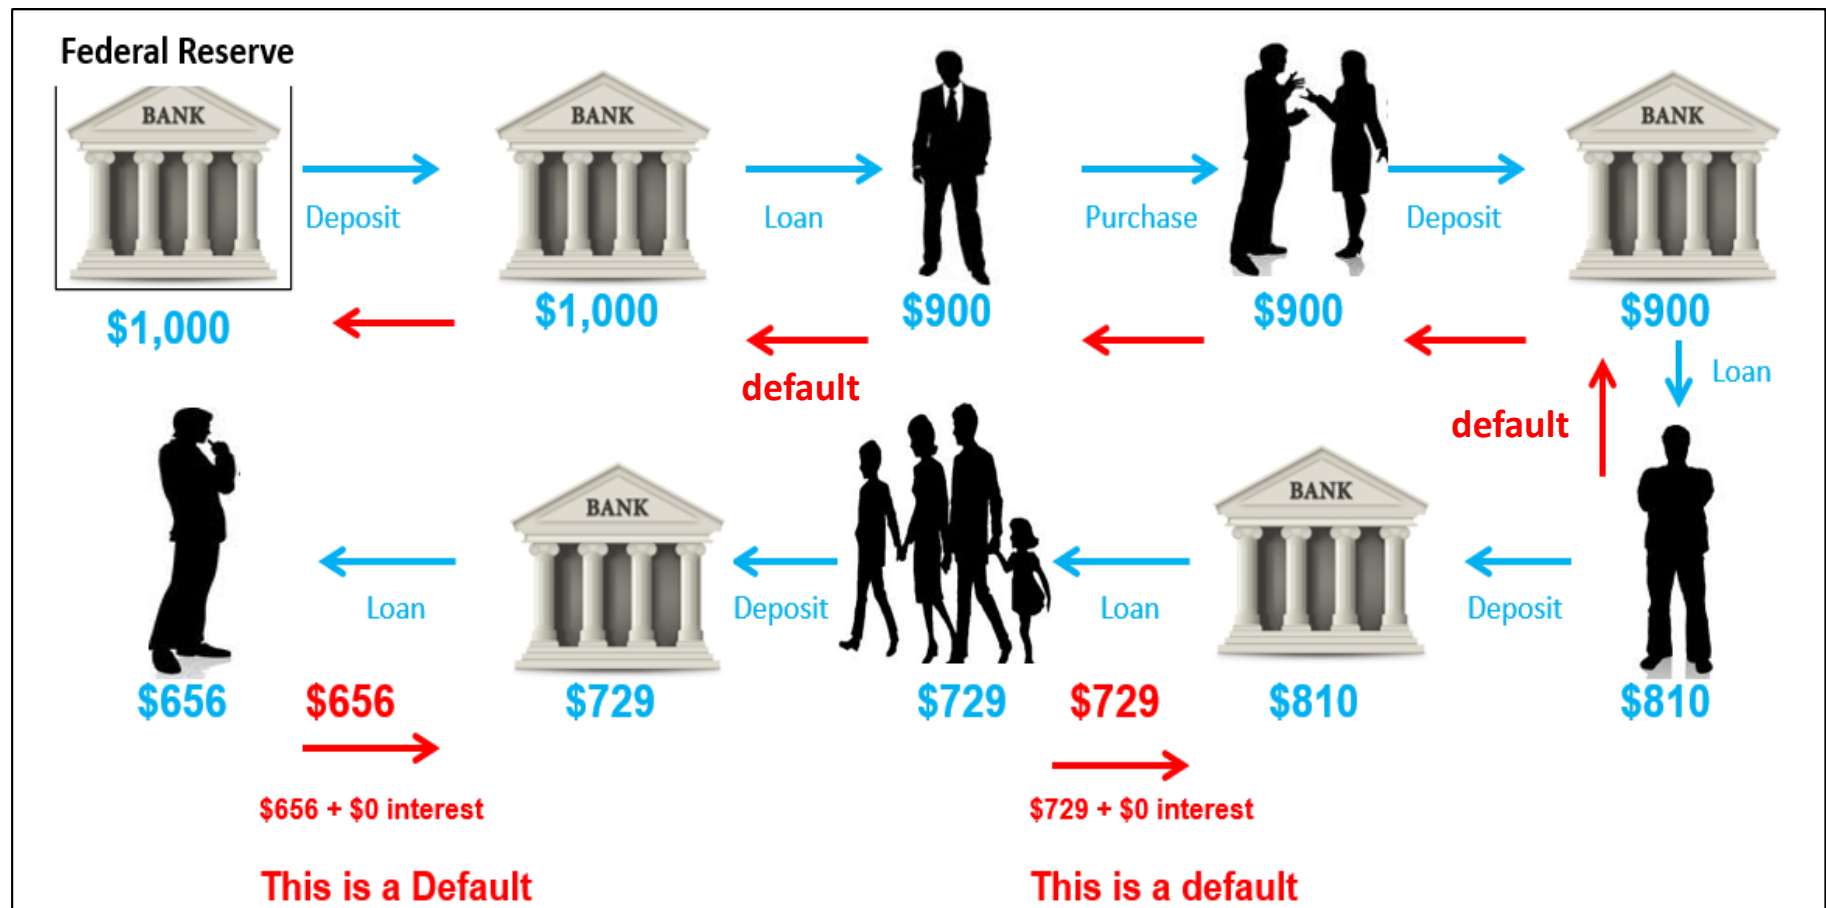 Federal Reserve
BANK
BANK
BANK
Deposit
Loan
Purchase
Deposit
$1,000
$1,000
$900
$900
$900
Loan
default
default
BANK
BANK
Loan
Deposit
Loan
Deposit
$656
$656
$729
$729
$729
$810
$810
$656 + $0 interest
$729 + $0 interest
This is a Default
This is a default